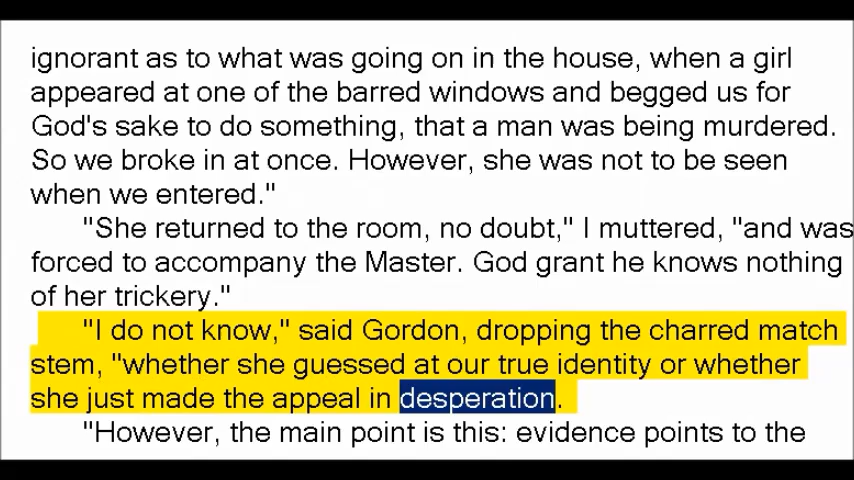 ignorant as to what was going on in the house, when a girl
appeared at one of the barred windows and begged us for
God's sake to do something, that a man was being murdered.
So we broke in at once. However, she was not to be seen
when we entered."
"She returned to the room, no doubt," I muttered, "and was
forced to accompany the Master. God grant he knows nothing
of her trickery."
"I do not know," said Gordon, dropping the charred match
stem, "whether she guessed at our true identity or whether
she just made the appeal in desperation.
"However, the main point is this: evidence points to the